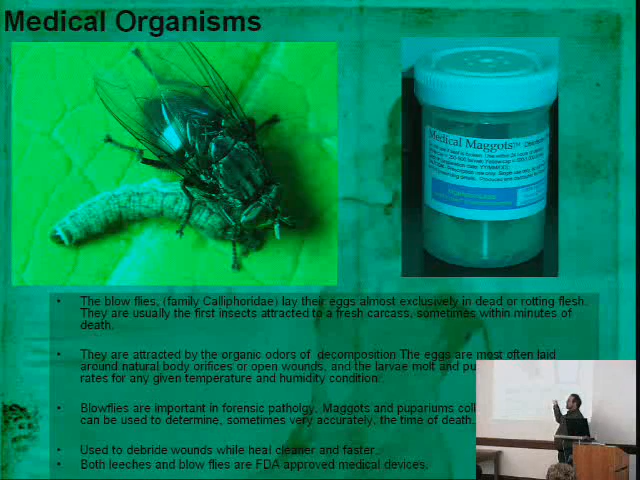 Medical Organisms
Medical Maggots™
• The blow flies, (family Calliphoridae) lay their eggs almost exclusively in dead or rotting flesh.
They are usually the first insects attracted to a fresh carcass, sometimes within minutes of
death.
• They are attracted by the organic odors of decomposition The eggs are most often laid
around natural body orifices or open wounds, and the larvae molt and
rates for any given temperature and humidity condition.
• Blowflies are important in forensic patholgy. Maggots and pupariums
can be used to determine, sometimes very accurately, the time of death.
• Used to debride wounds while heal cleaner and faster.
• Both leeches and blow flies are FDA approved medical devices.